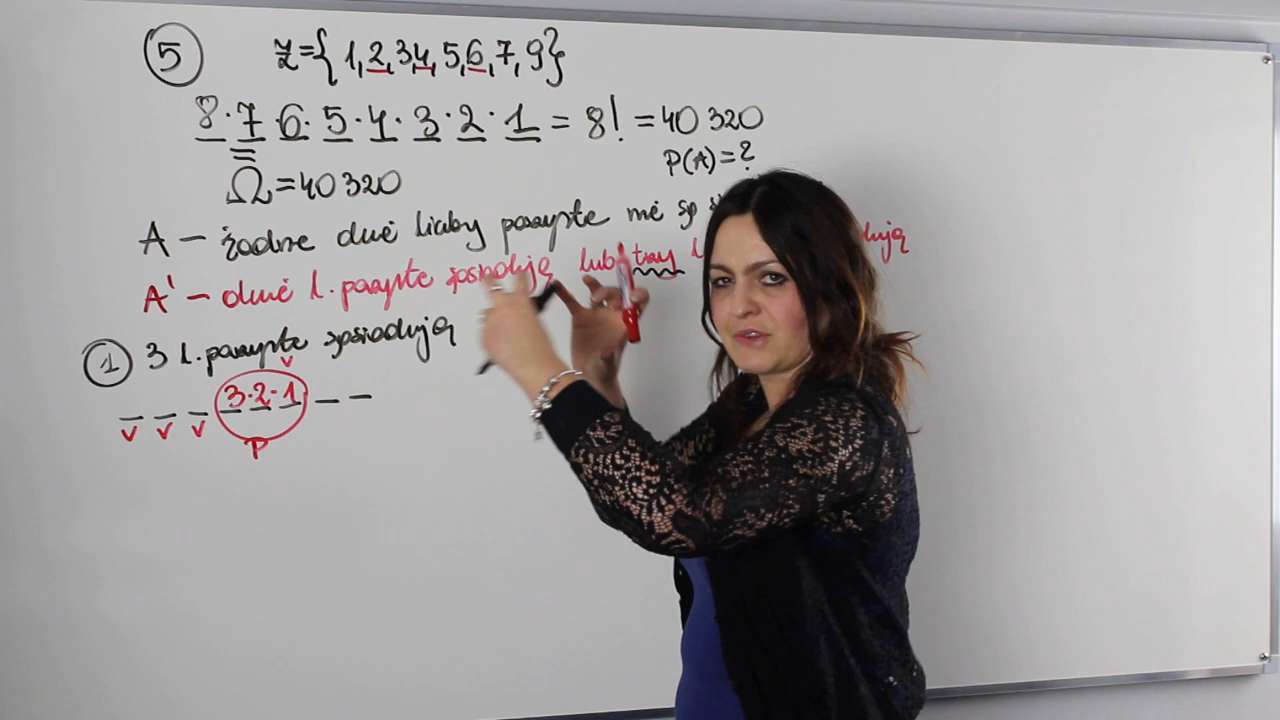 5 Z={1,2,3,4,5,6,7,9}
8·7·6·5·4·3·2·1=8!=40 320
P(A)=?
Ω=40 320
A – żadne dwie liczby parzyste nie są
A' – dwie l. parzyste sąsiadują lub trzy l
1 3 l. parzyste sąsiadują
v
_ _ _ 3·2·1 _ _
v v v
P